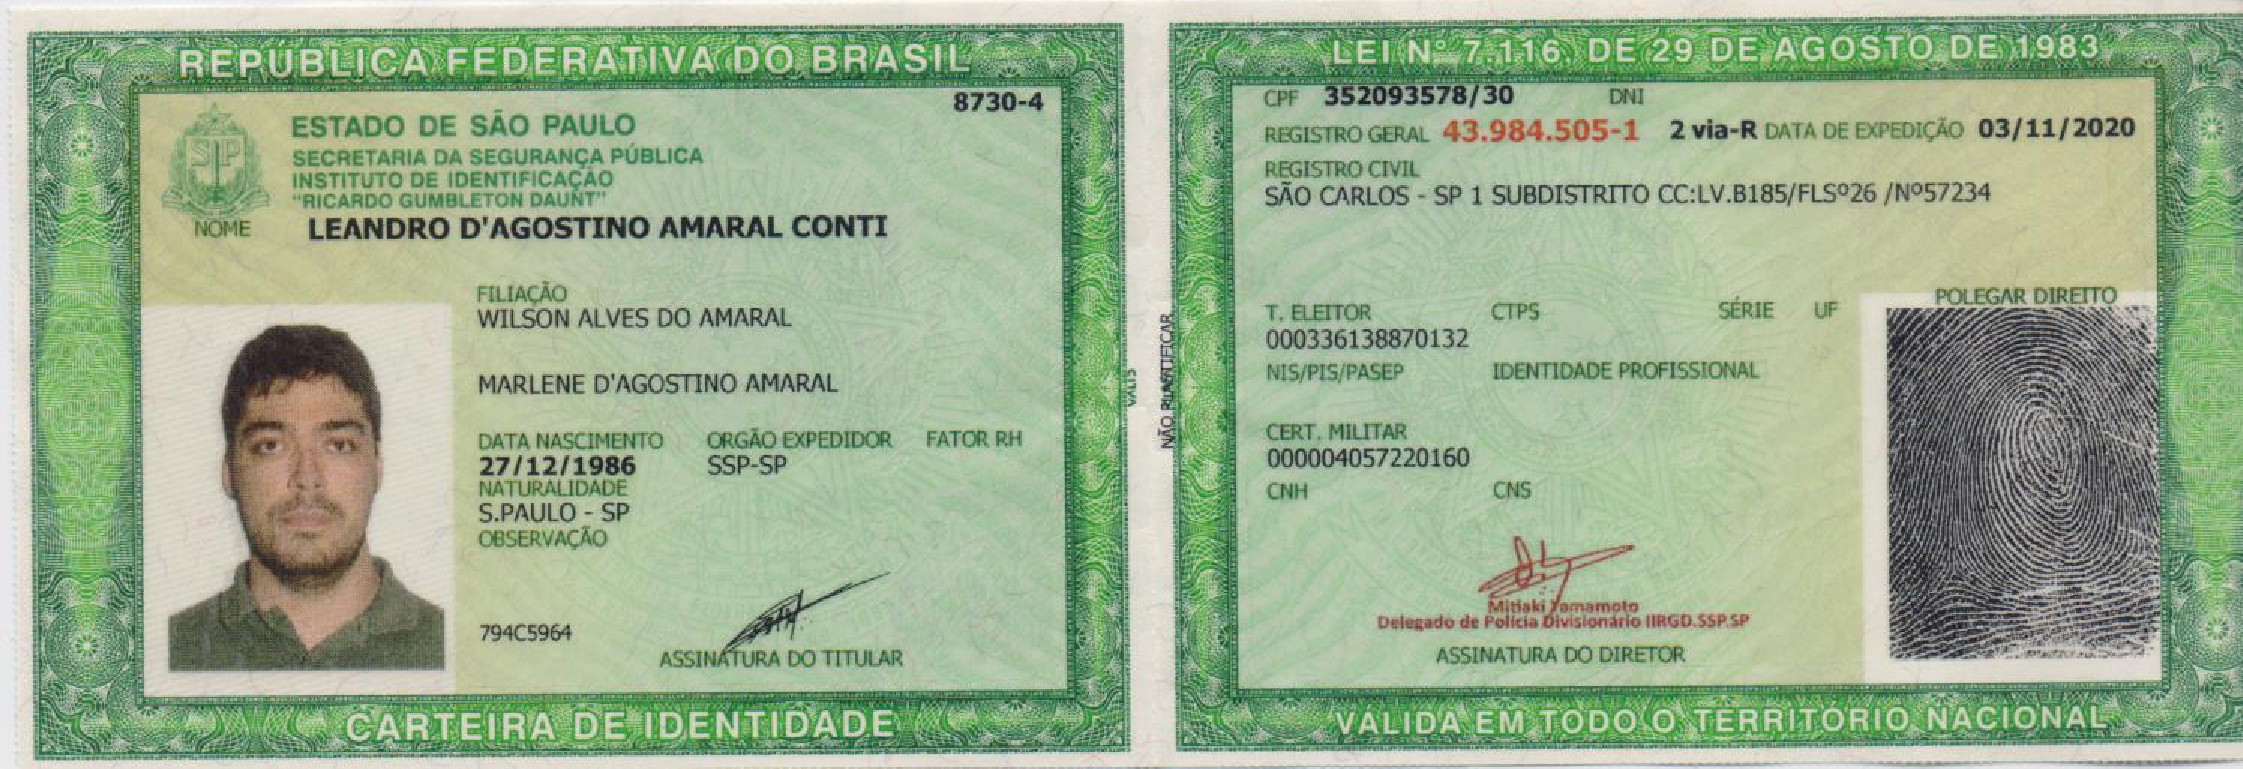 REPÚBLICA FEDERATIVA DO BRASIL
8730-4
ESTADO DE SÃO PAULO
SECRETARIA DA SEGURANÇA PÚBLICA
INSTITUTO DE IDENTIFICAÇÃO
"RICARDO GUMBLETON DAUNT"
NOME LEANDRO D'AGOSTINO AMARAL CONTI
FILIAÇÃO
WILSON ALVES DO AMARAL
MARLENE D'AGOSTINO AMARAL
DATA NASCIMENTO ORGÃO EXPEDIDOR FATOR RH
27/12/1986 SSP-SP
NATURALIDADE
S.PAULO - SP
OBSERVAÇÃO
794C5964
ASSINATURA DO TITULAR
CARTEIRA DE IDENTIDADE
NÃO PLASTIFICAR
LEI Nº 7.116, DE 29 DE AGOSTO DE 1983
CPF 352093578/30 DNI
REGISTRO GERAL 43.984.505-1 2 via-R DATA DE EXPEDIÇÃO 03/11/2020
REGISTRO CIVIL
SÃO CARLOS - SP 1 SUBDISTRITO CC:LV.B185/FLSº26 /Nº57234
POLEGAR DIREITO
T. ELEITOR CTPS SÉRIE UF
000336138870132
NIS/PIS/PASEP IDENTIDADE PROFISSIONAL
CERT. MILITAR
000004057220160
CNH CNS
Mitiaki Yamamoto
Delegado de Polícia Divisionário IIRGD.SSP.SP
ASSINATURA DO DIRETOR
VALIDA EM TODO O TERRITÓRIO NACIONAL